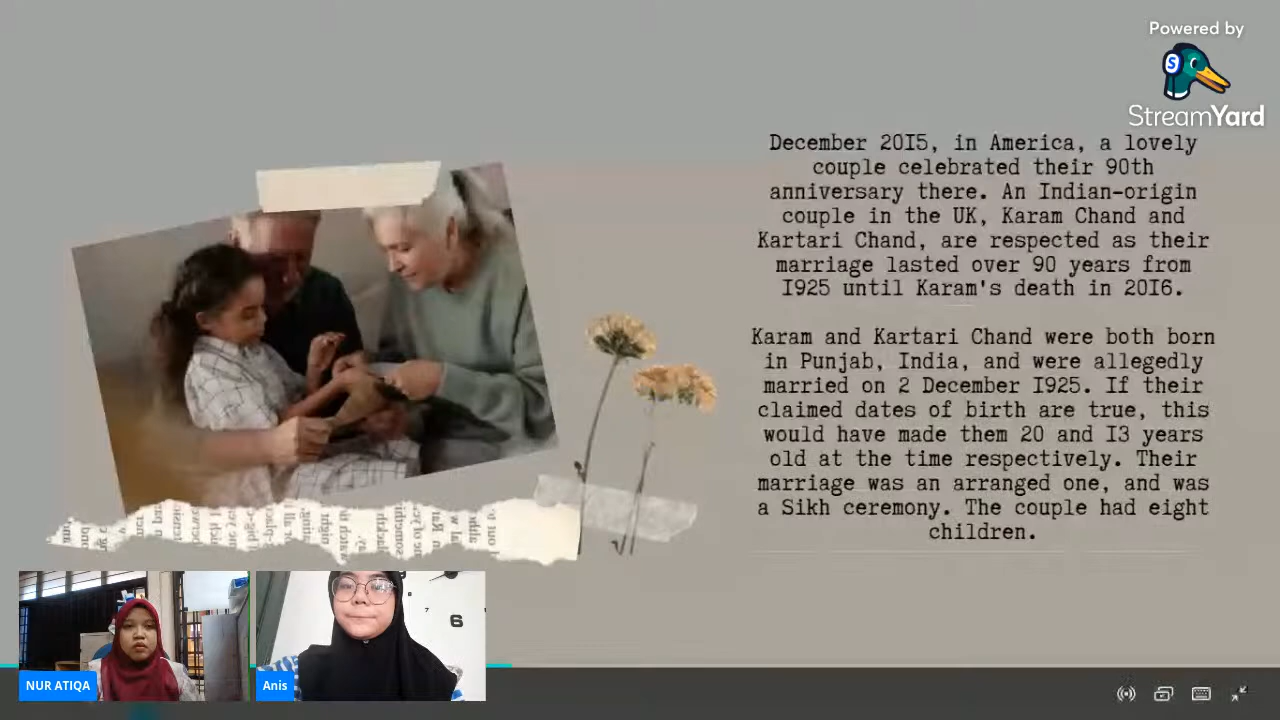 Powered by
StreamYard
December 2015, in America, a lovely
couple celebrated their 90th
anniversary there. An Indian-origin
couple in the UK, Karam Chand and
Kartari Chand, are respected as their
marriage lasted over 90 years from
1925 until Karam's death in 2016.
Karam and Kartari Chand were both born
in Punjab, India, and were allegedly
married on 2 December 1925. If their
claimed dates of birth are true, this
would have made them 20 and 13 years
old at the time respectively. Their
marriage was an arranged one, and was
a Sikh ceremony. The couple had eight
children.
NUR ATIQA
Anis
6
7